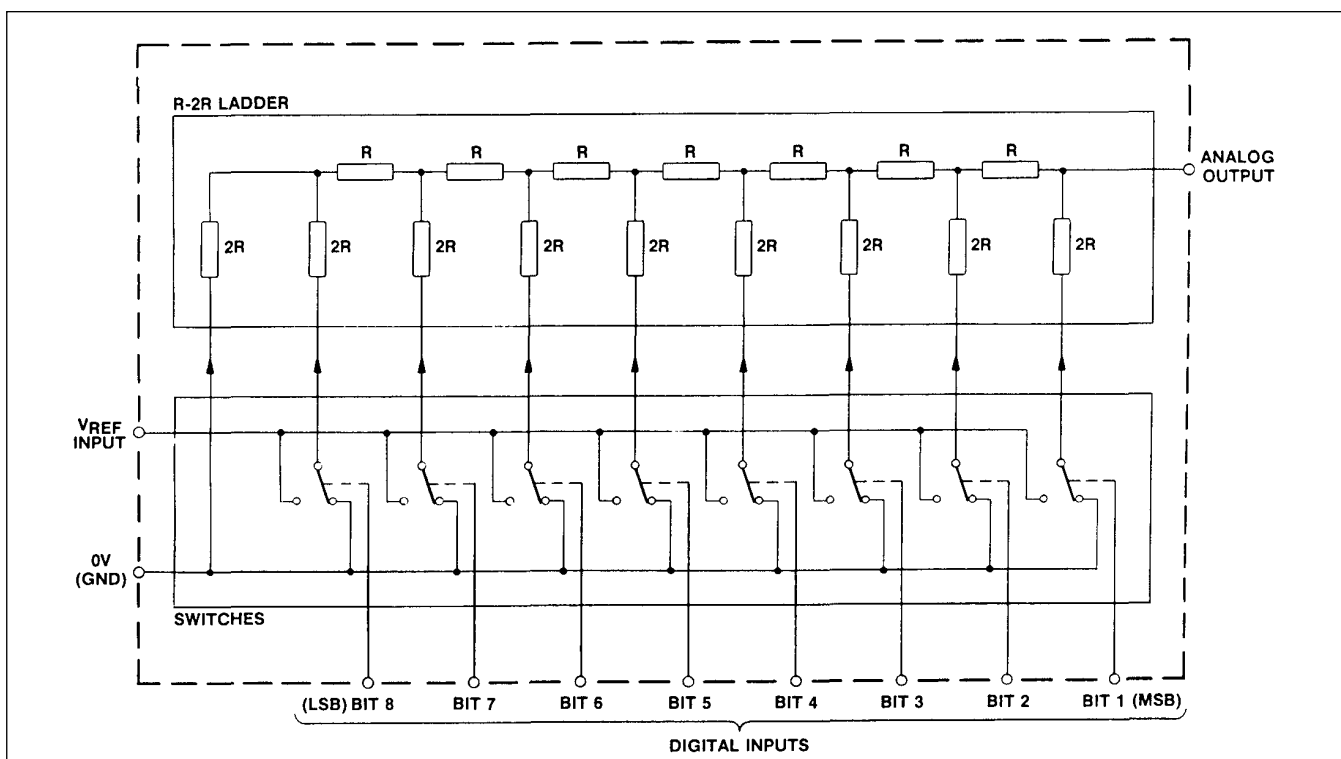 R-2R LADDER
R R R R R R R
ANALOG
OUTPUT
2R 2R 2R 2R 2R 2R 2R 2R 2R
VREF
INPUT
0V
(GND)
SWITCHES
(LSB) BIT 8 BIT 7 BIT 6 BIT 5 BIT 4 BIT 3 BIT 2 BIT 1 (MSB)
DIGITAL INPUTS